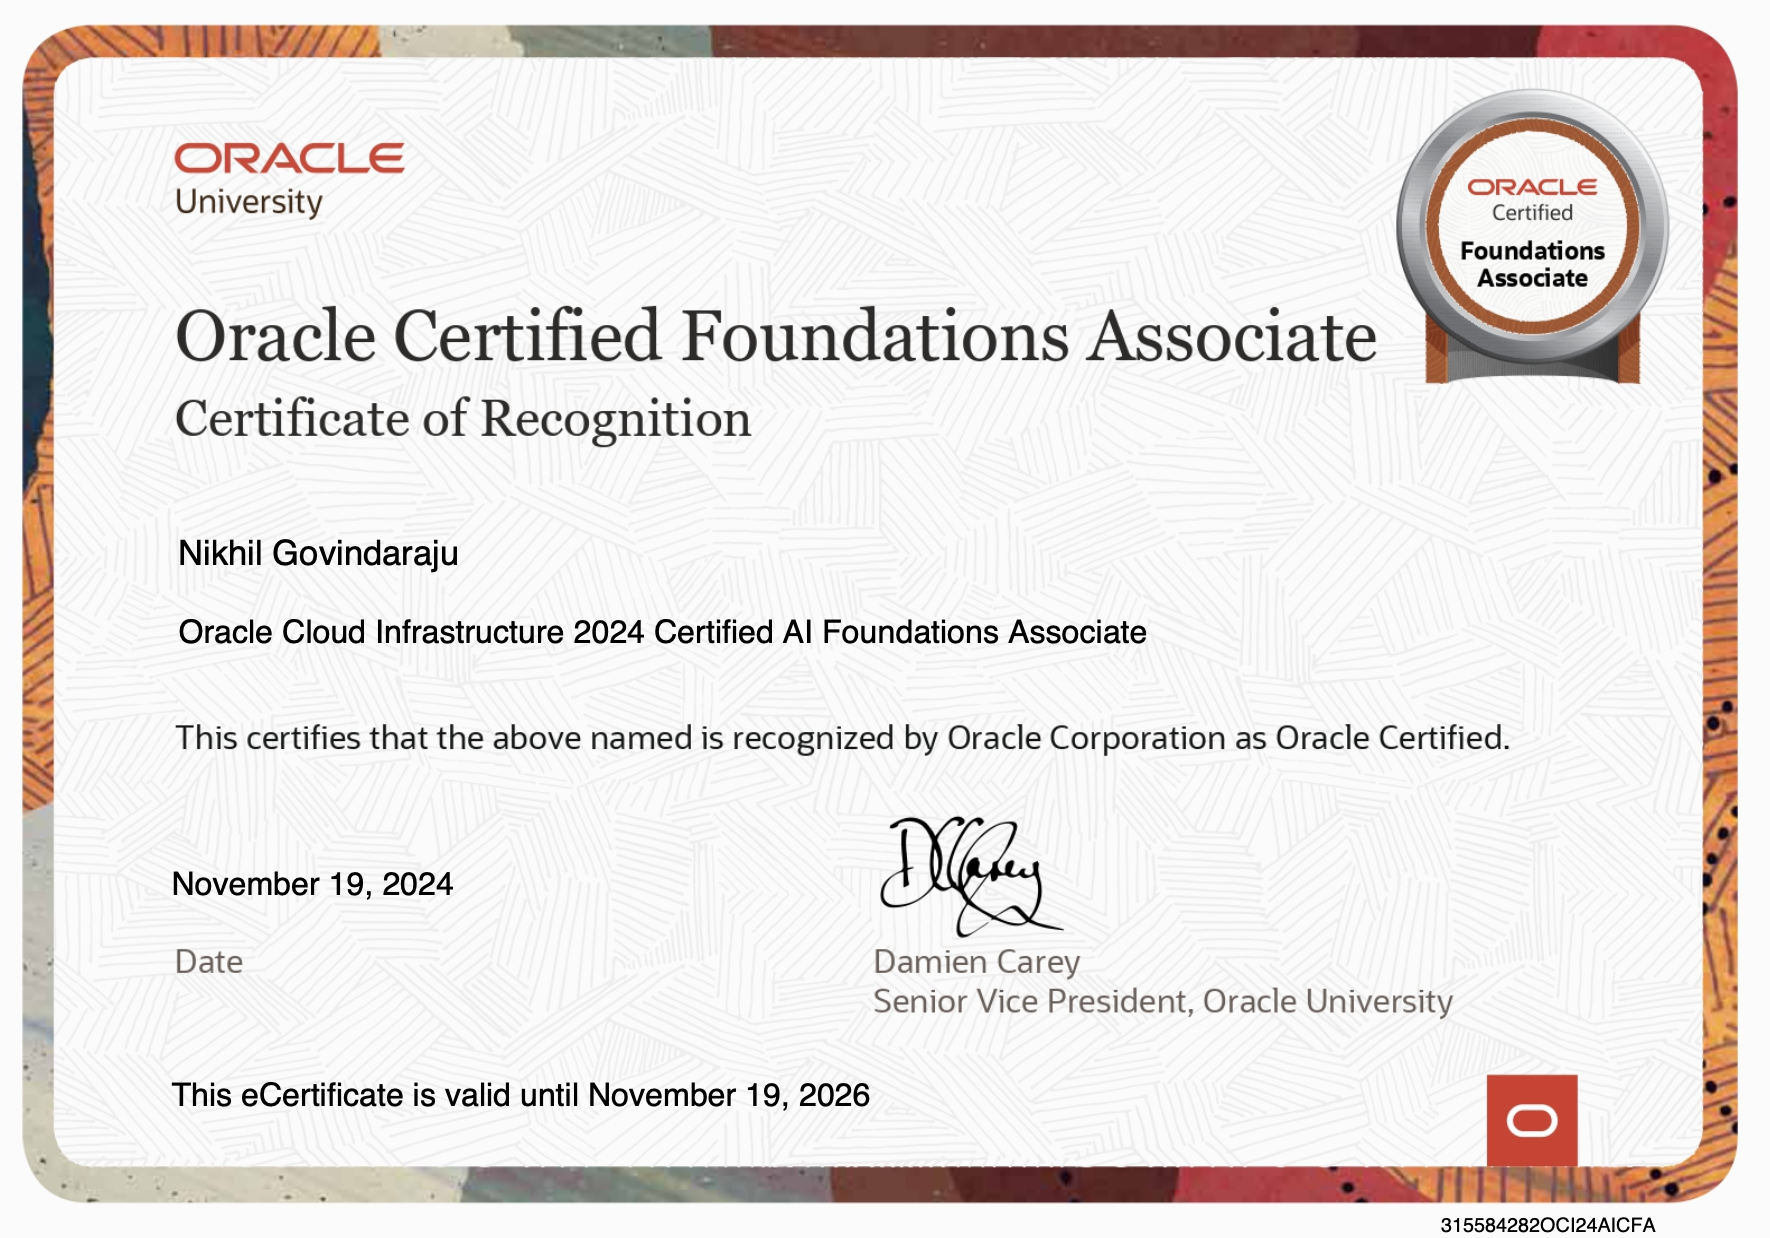 ORACLE
University
ORACLE
Certified
Foundations
Associate
Oracle Certified Foundations Associate
Certificate of Recognition
Nikhil Govindaraju
Oracle Cloud Infrastructure 2024 Certified AI Foundations Associate
This certifies that the above named is recognized by Oracle Corporation as Oracle Certified.
DCCarey
November 19, 2024
Date
Damien Carey
Senior Vice President, Oracle University
This eCertificate is valid until November 19, 2026
315584282OCI24AICFA